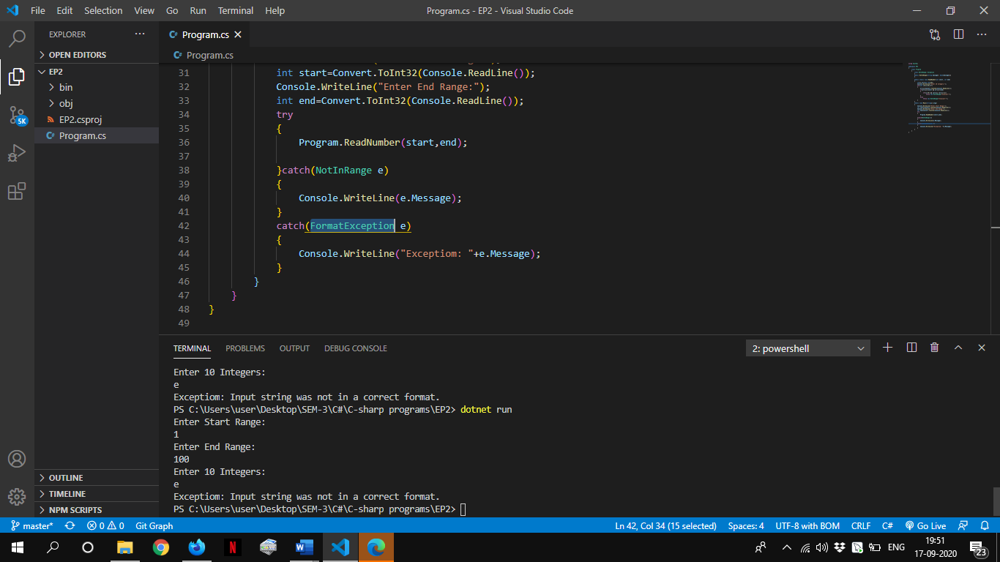 File Edit Selection View Go Run Terminal Help
Program.cs - EP2 - Visual Studio Code
EXPLORER
OPEN EDITORS
EP2
bin
obj
EP2.csproj
C# Program.cs
5K
OUTLINE
TIMELINE
NPM SCRIPTS
C# Program.cs
C# Program.cs
31 int start=Convert.ToInt32(Console.ReadLine());
32 Console.WriteLine("Enter End Range:");
33 int end=Convert.ToInt32(Console.ReadLine());
34 try
35 {
36 Program.ReadNumber(start,end);
37
38 }catch(NotInRange e)
39 {
40 Console.WriteLine(e.Message);
41 }
42 catch(FormatException e)
43 {
44 Console.WriteLine("Exceptiom: "+e.Message);
45 }
46 }
47 }
48 }
49
TERMINAL PROBLEMS OUTPUT DEBUG CONSOLE
2: powershell
Enter 10 Integers:
e
Exceptiom: Input string was not in a correct format.
PS C:\Users\user\Desktop\SEM-3\C#\C-sharp programs\EP2> dotnet run
Enter Start Range:
1
Enter End Range:
100
Enter 10 Integers:
e
Exceptiom: Input string was not in a correct format.
PS C:\Users\user\Desktop\SEM-3\C#\C-sharp programs\EP2>
master* 0 0 Git Graph
Ln 42, Col 34 (15 selected) Spaces: 4 UTF-8 with BOM CRLF C# Go Live
ENG
19:51
17-09-2020
23